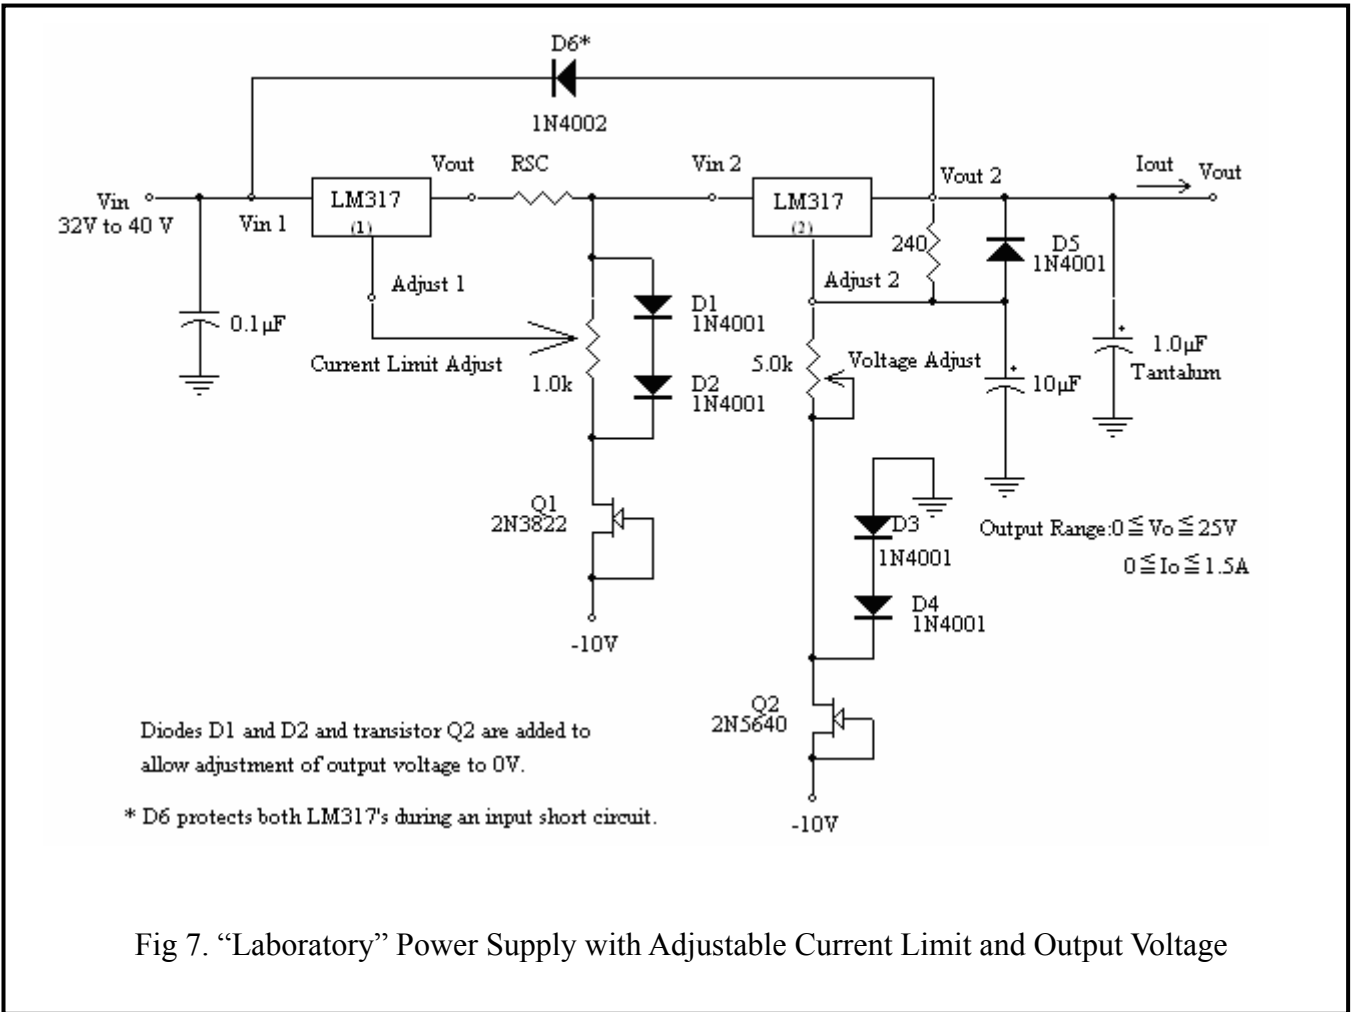 D6*
1N4002
Vin
32V to 40 V
Vin 1
LM317
(1)
Vout
RSC
Vin 2
LM317
(2)
Vout 2
Iout
Vout
Adjust 1
0.1µF
Current Limit Adjust
1.0k
D1
1N4001
D2
1N4001
240
D5
1N4001
Adjust 2
5.0k
Voltage Adjust
+
10µF
+
1.0µF
Tantalum
Q1
2N3822
-10V
D3
1N4001
D4
1N4001
Output Range:0≦Vo≦25V
0≦Io≦1.5A
Q2
2N5640
-10V
Diodes D1 and D2 and transistor Q2 are added to
allow adjustment of output voltage to 0V.
* D6 protects both LM317's during an input short circuit.
Fig 7. “Laboratory” Power Supply with Adjustable Current Limit and Output Voltage